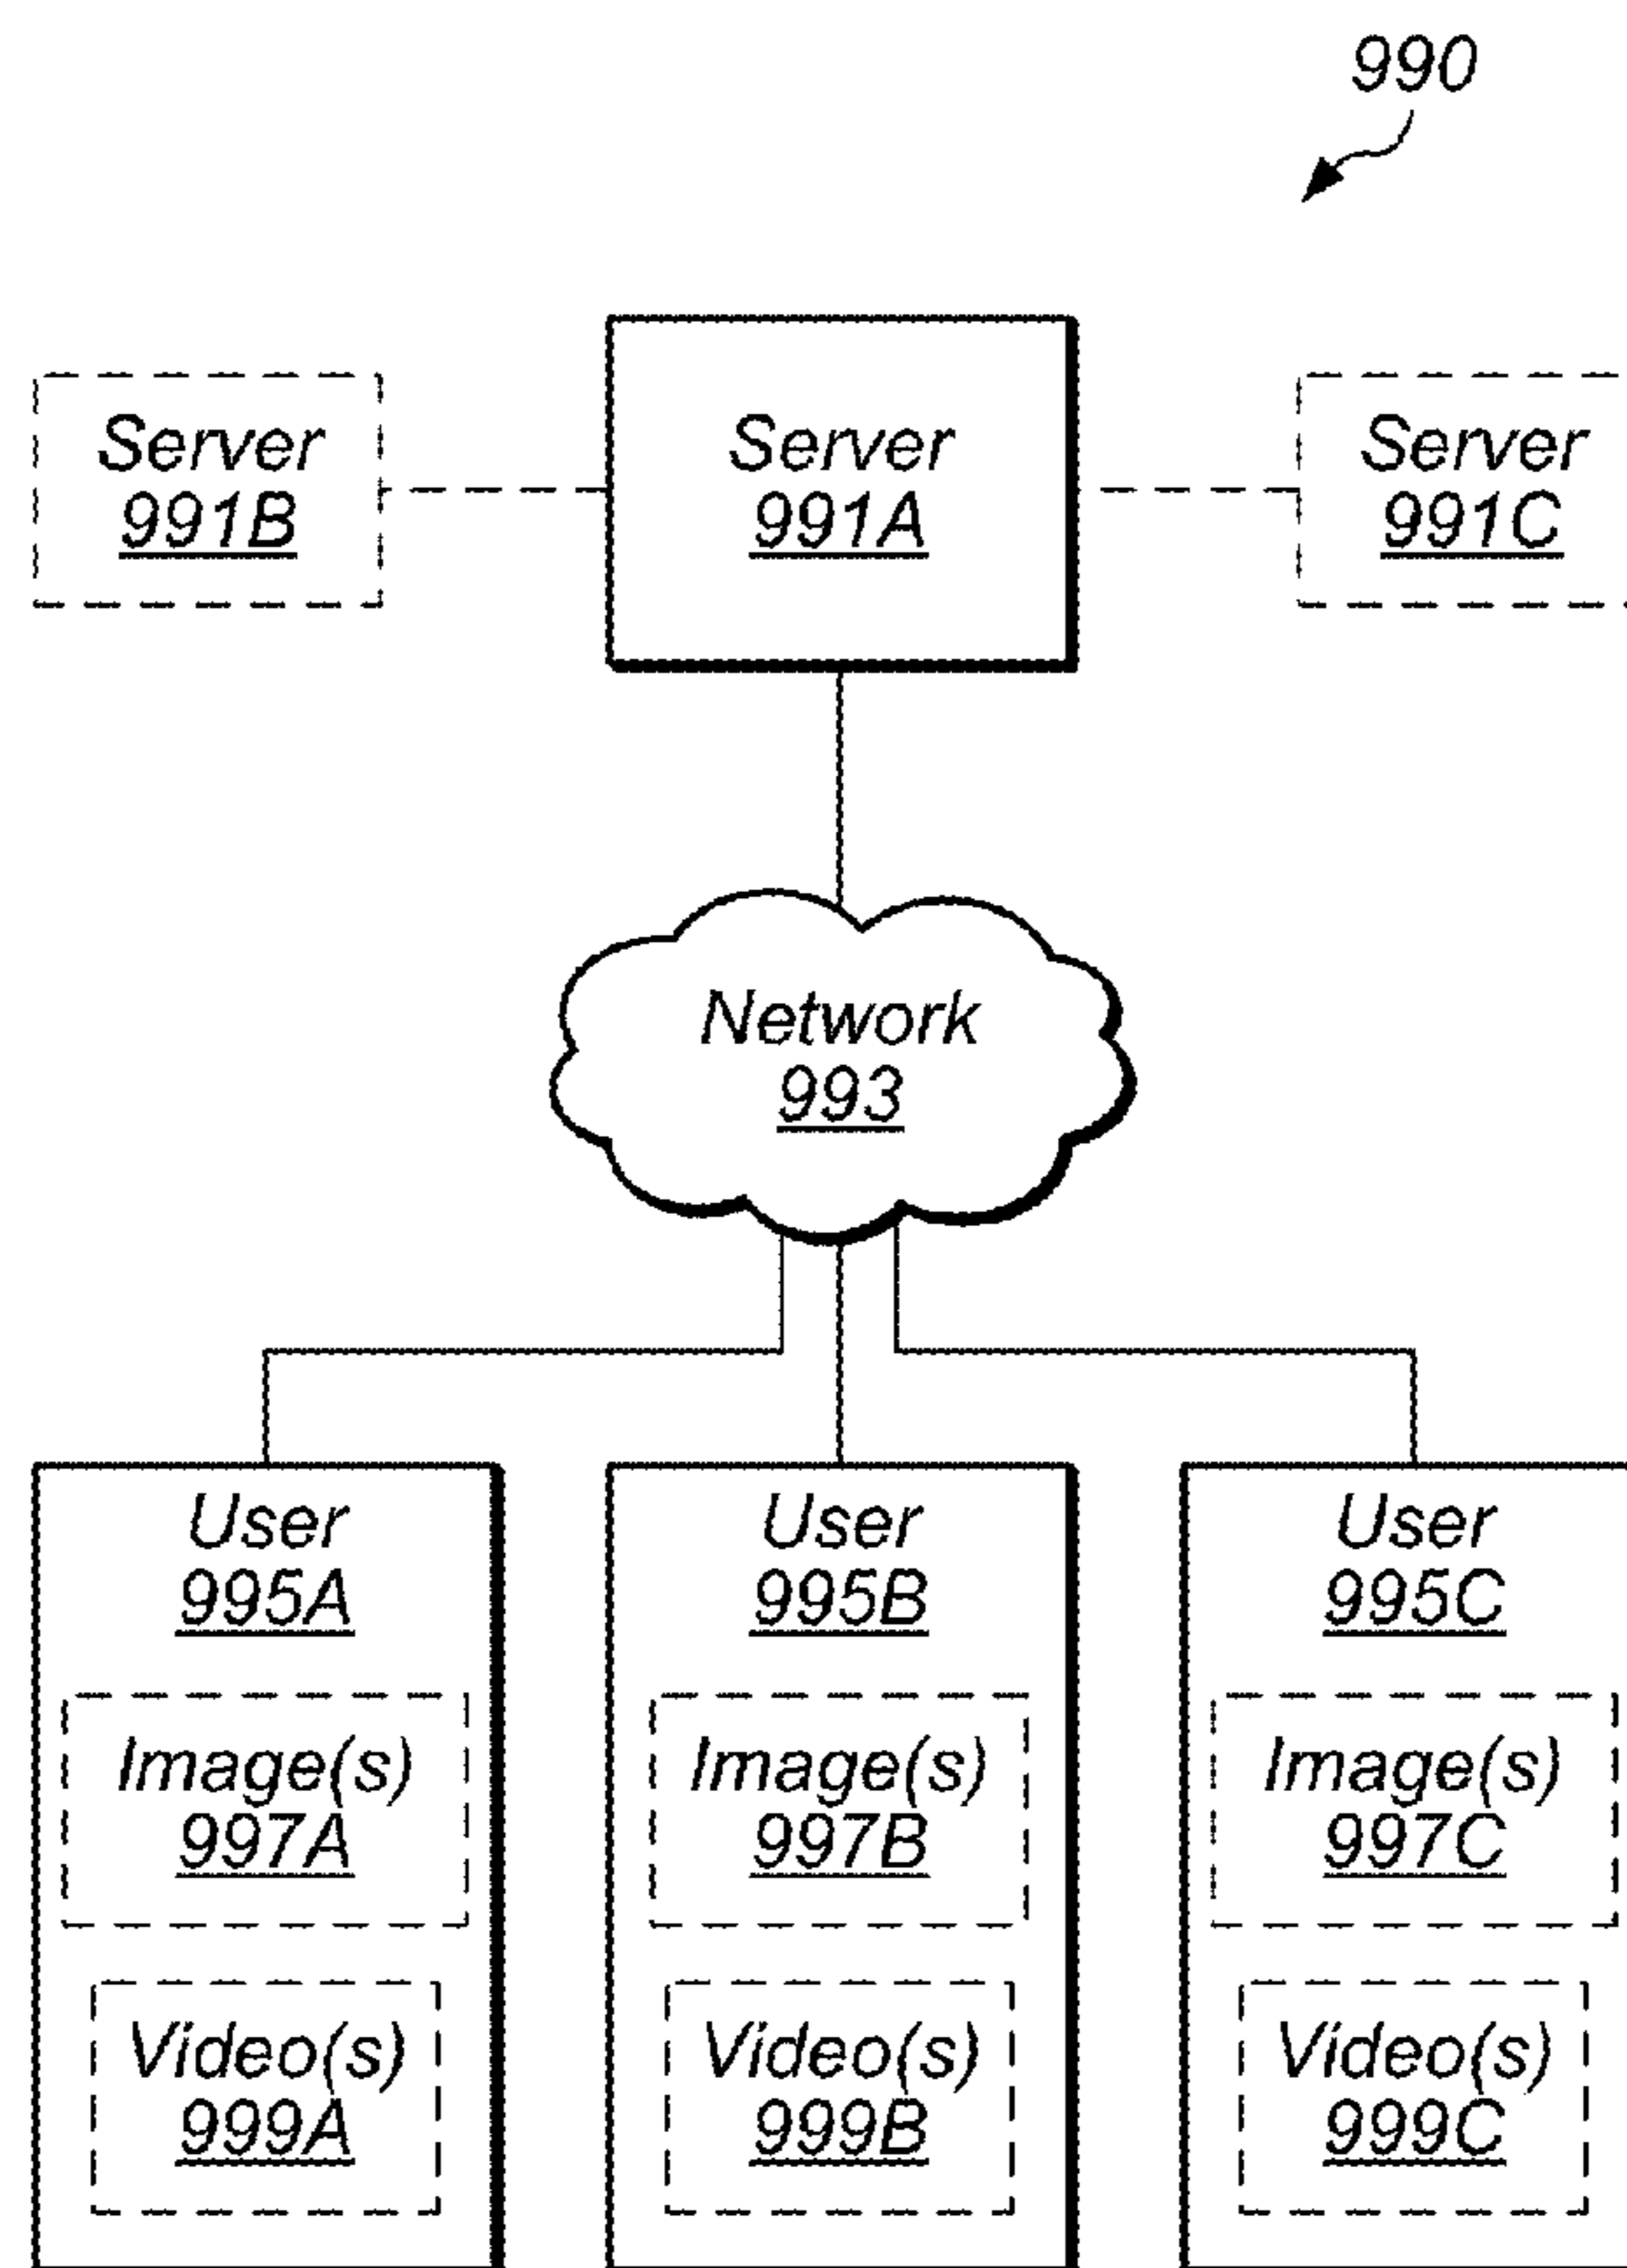 990
Server
991B
Server
991A
Server
991C
Network
993
User
995A
Image(s)
997A
Video(s)
999A
User
995B
Image(s)
997B
Video(s)
999B
User
995C
Image(s)
997C
Video(s)
999C